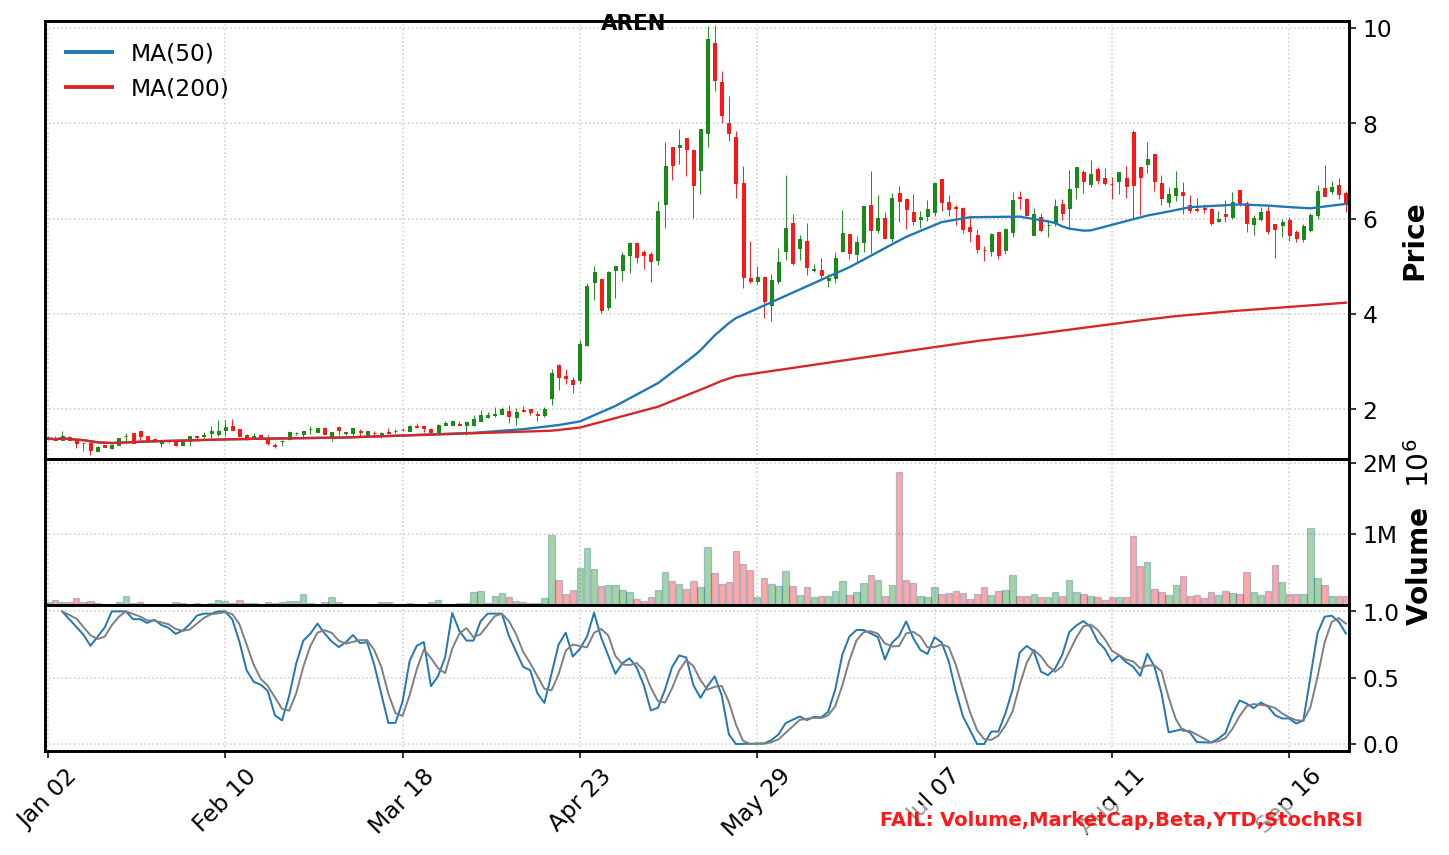 AREN
MA(50)
MA(200)
10
8
6
4
2
Price
2M
1M
Volume 10^6
1.0
0.5
0.0
Jan 02
Feb 10
Mar 18
Apr 23
May 29
Jul 07
Aug 11
Sep 16
FAIL: Volume,MarketCap,Beta,YTD,StochRSI